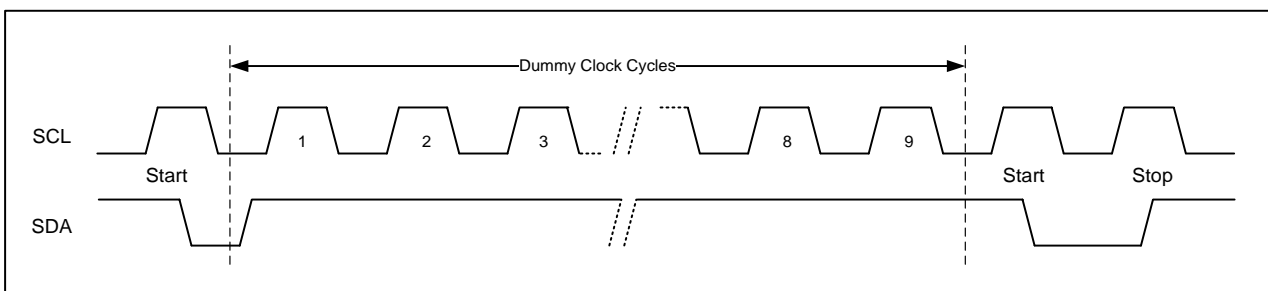 Dummy Clock Cycles
SCL
1 2 3 8 9
Start Start Stop
SDA